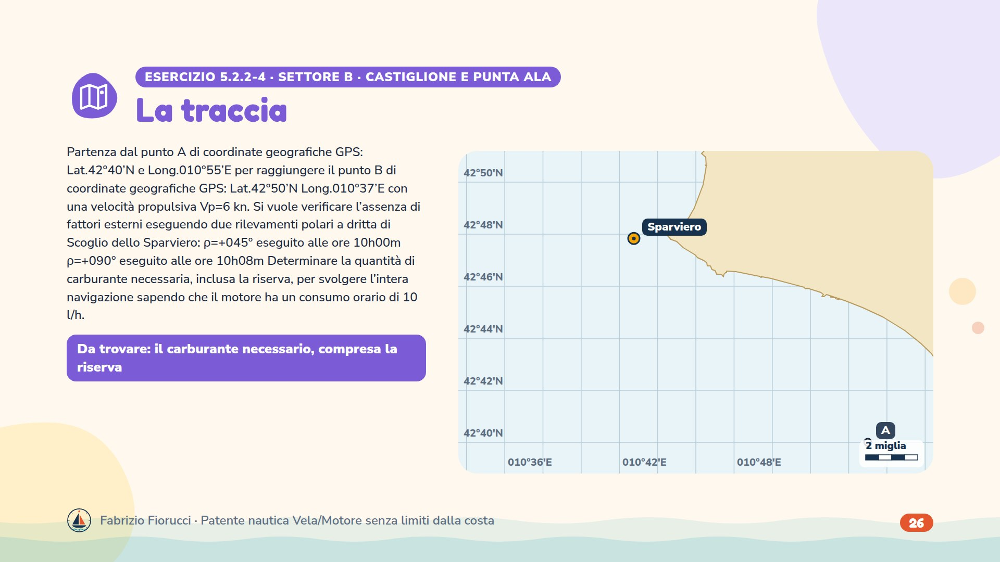 ESERCIZIO 5.2.2-4 · SETTORE B · CASTIGLIONE E PUNTA ALA
La traccia
Partenza dal punto A di coordinate geografiche GPS:
Lat.42°40’N e Long.010°55’E per raggiungere il punto B di
coordinate geografiche GPS: Lat.42°50’N Long.010°37’E con
una velocità propulsiva Vp=6 kn. Si vuole verificare l’assenza di
fattori esterni eseguendo due rilevamenti polari a dritta di
Scoglio dello Sparviero: ρ=+045° eseguito alle ore 10h00m
ρ=+090° eseguito alle ore 10h08m Determinare la quantità di
carburante necessaria, inclusa la riserva, per svolgere l’intera
navigazione sapendo che il motore ha un consumo orario di 10
l/h.
Da trovare: il carburante necessario, compresa la
riserva
42°50'N
42°48'N
Sparviero
42°46'N
42°44'N
42°42'N
42°40'N
A
2 miglia
010°36'E
010°42'E
010°48'E
Fabrizio Fiorucci · Patente nautica Vela/Motore senza limiti dalla costa
26